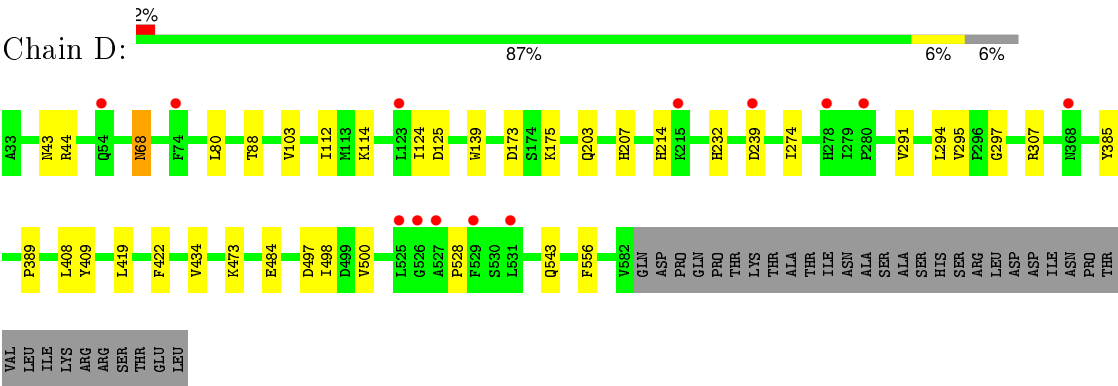 2%
Chain D:
87% 6% 6%
A33 N43 R44 Q54 N68 F74 L80 T88 V103 I112 M113 K114 L123 I124 D125 W139 D173 S174 K175 Q203 H207 H214 K215 H232 D239 I274 H278 I279 P280 V291 L294 V295 P296 G297 R307 N368 Y385
P389 L408 Y409 L419 F422 V434 K473 E484 D497 I498 D499 V500 L525 G526 A527 P528 F529 S530 L531 Q543 F556 V582 GLN ASP PRO GLN PRO THR LYS THR ALA THR ILE ASN ALA SER ALA SER HIS SER ARG LEU ASP ASP ILE ASN PRO THR
VAL LEU ILE LYS ARG ARG SER THR GLU LEU